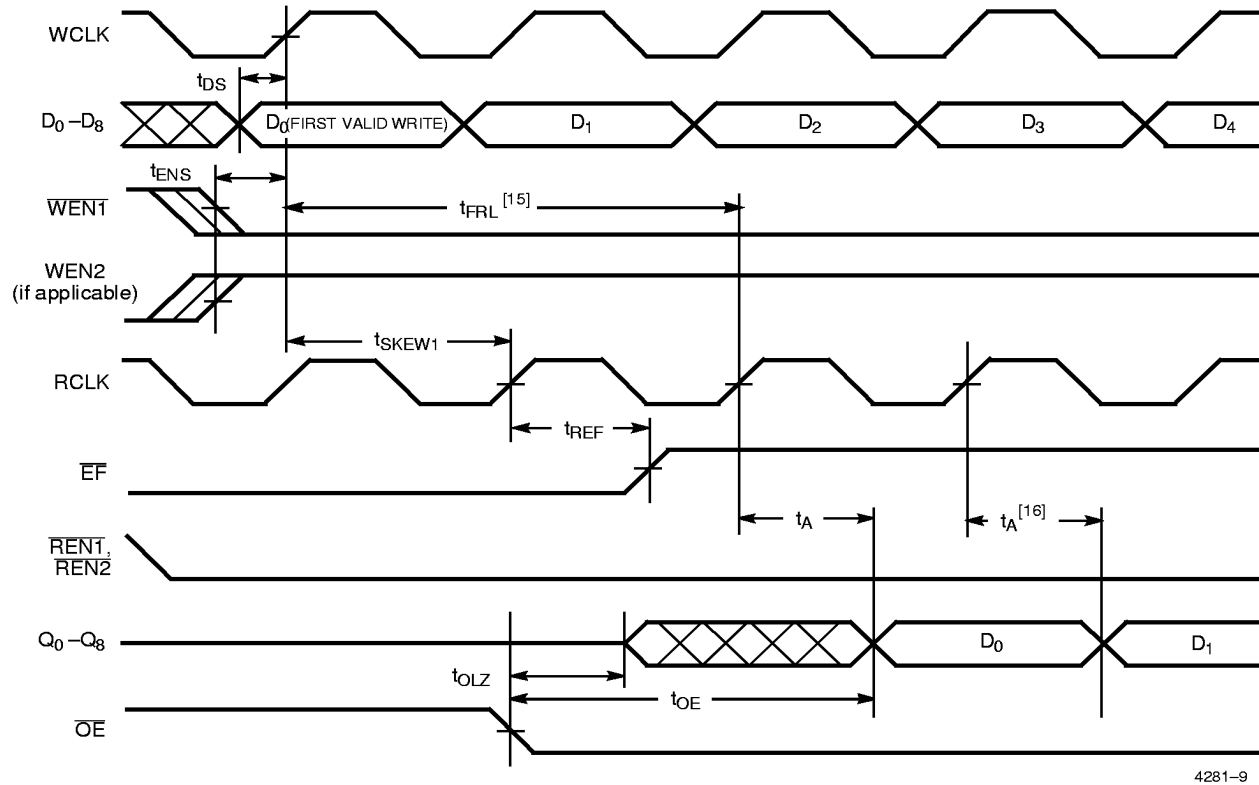 WCLK
tDS
D0–D8
D0(FIRST VALID WRITE)
D1
D2
D3
D4
tENS
WEN1
tFRL [15]
WEN2
(if applicable)
tSKEW1
RCLK
tREF
EF
tA
tA[16]
REN1,
REN2
Q0–Q8
D0
D1
tOLZ
tOE
OE
4281–9